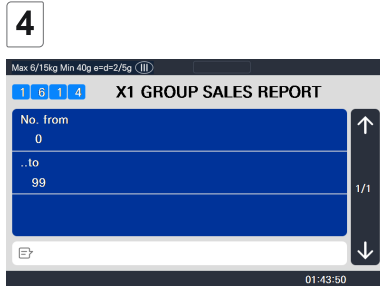 4
Max 6/15kg Min 40g e=d=2/5g (III)
1 6 1 4 X1 GROUP SALES REPORT
No. from
0
..to
99
1/1
01:43:50